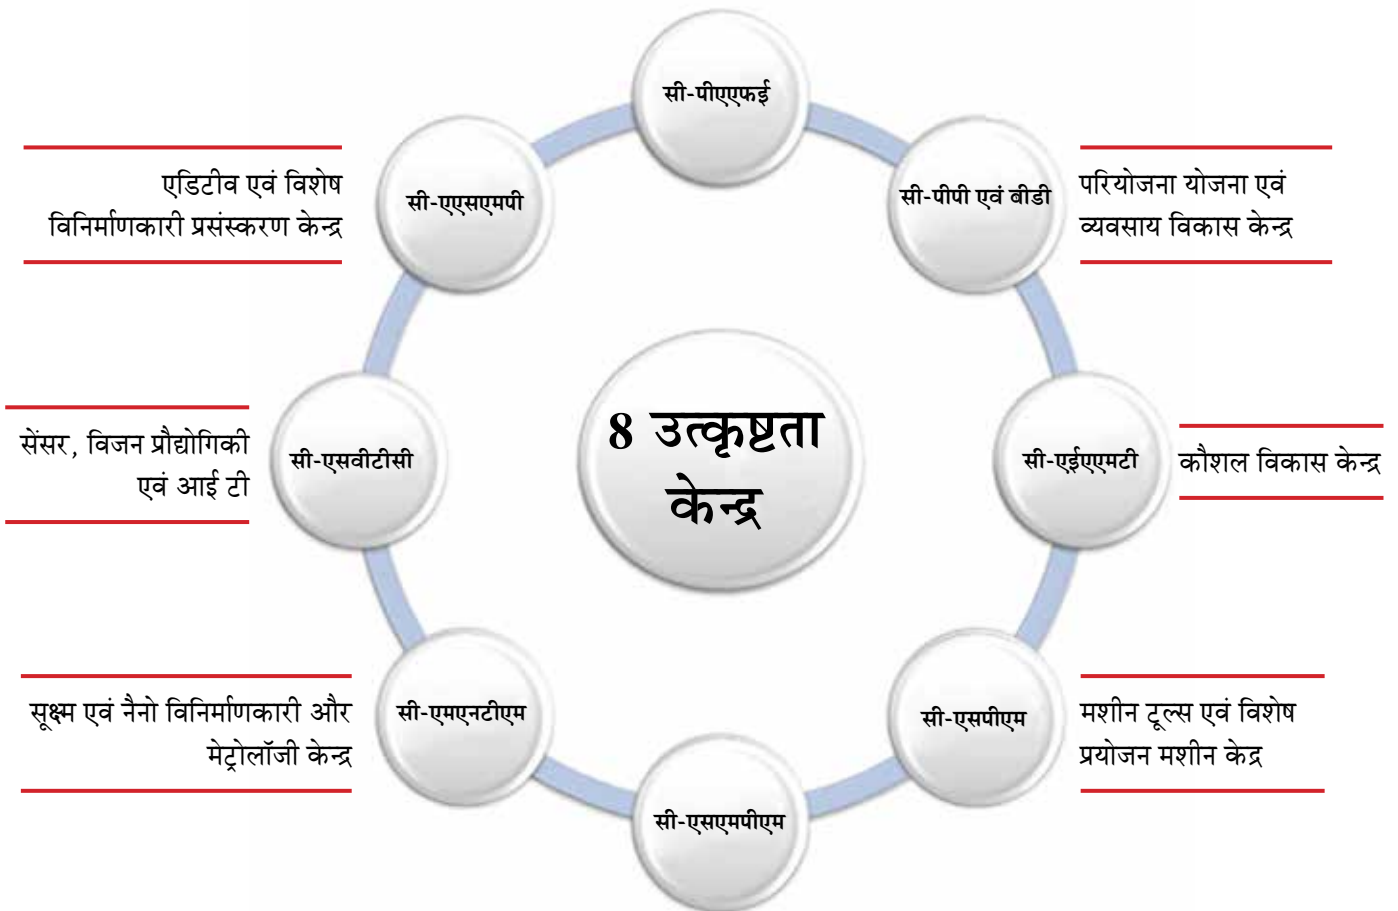 सी-पीएएफई
एडिटीव एवं विशेष
विनिर्माणकारी प्रसंस्करण केन्द्र
सी-एएसएमपी
सी-पीपी एवं बीडी
परियोजना योजना एवं
व्यवसाय विकास केन्द्र
सेंसर, विजन प्रौद्योगिकी
एवं आई टी
सी-एसवीटीसी
8 उत्कृष्टता
केन्द्र
सी-एईएएमटी
कौशल विकास केन्द्र
सूक्ष्म एवं नैनो विनिर्माणकारी और
मेट्रोलॉजी केन्द्र
सी-एमएनटीएम
सी-एसपीएम
मशीन टूल्स एवं विशेष
प्रयोजन मशीन केद्र
सी-एसएमपीएम